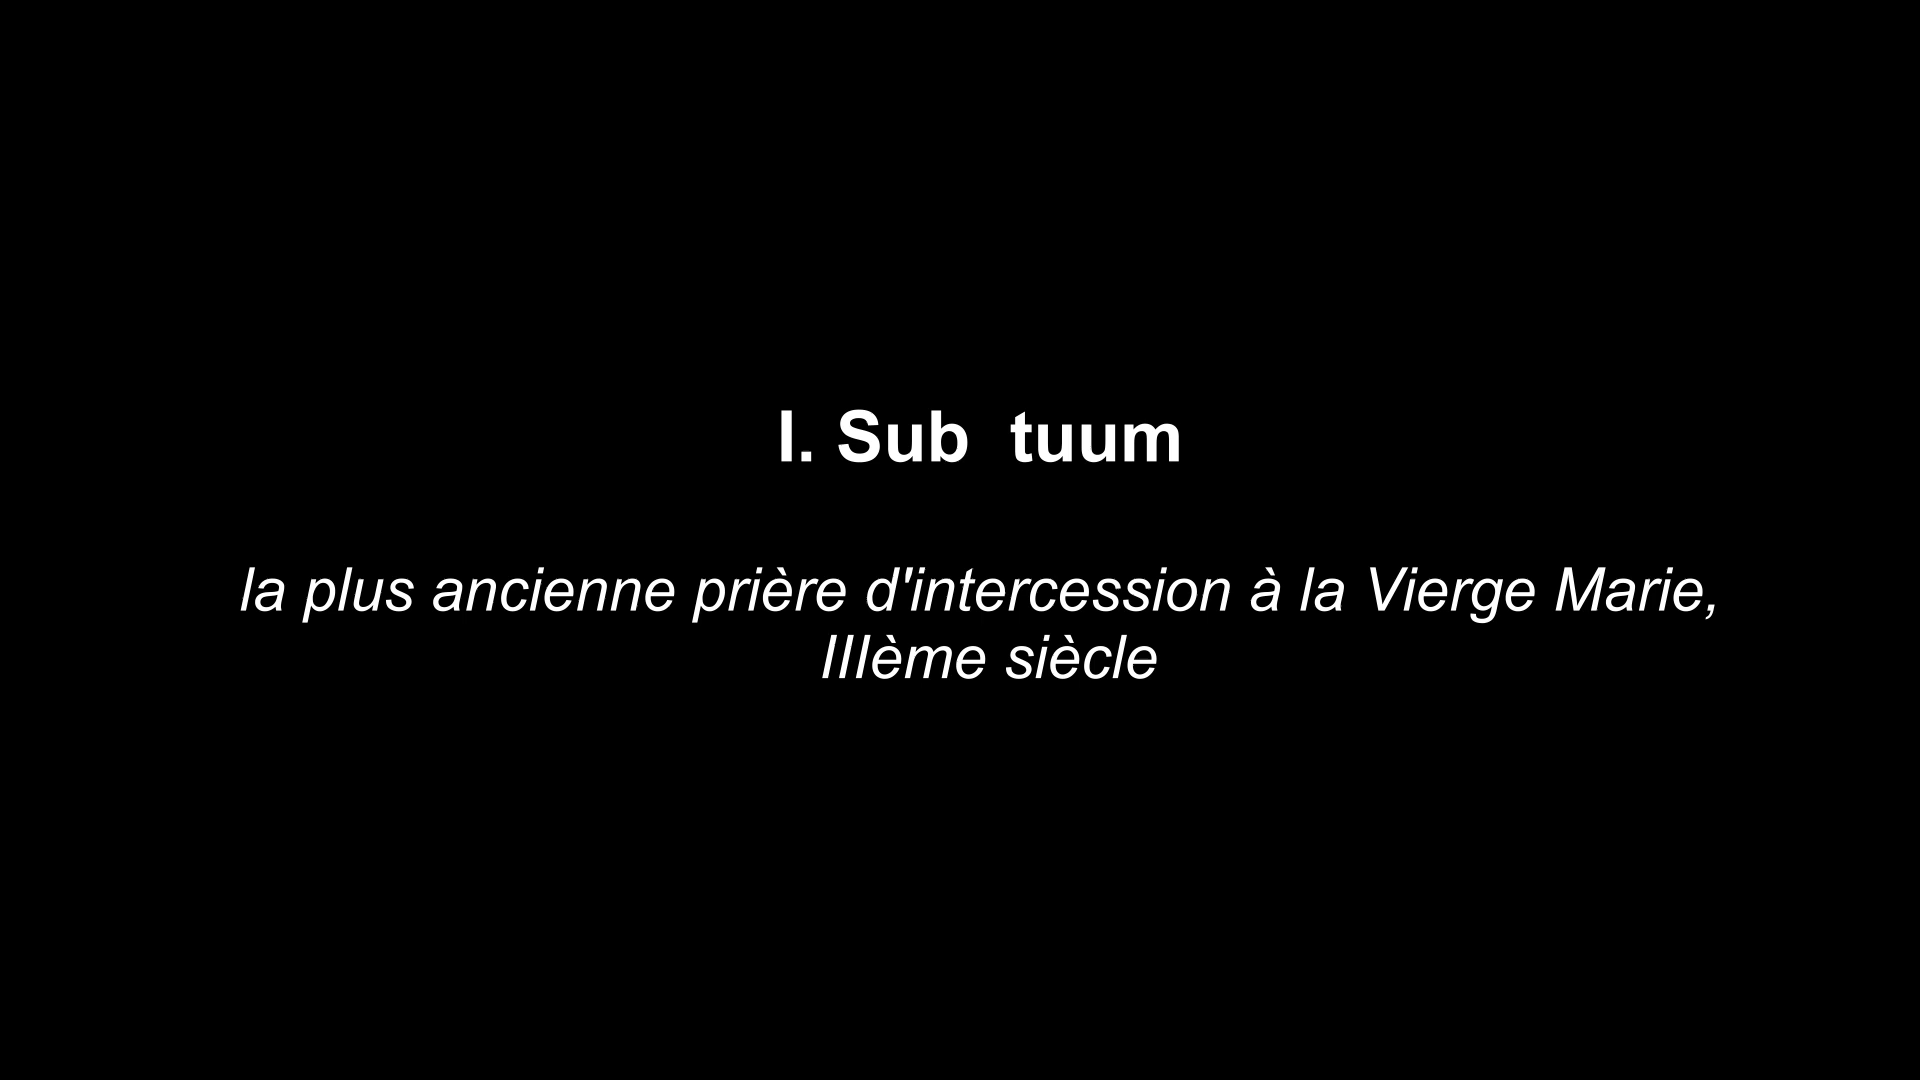 I. Sub  tuum
la plus ancienne prière d'intercession à la Vierge Marie,
IIIème siècle